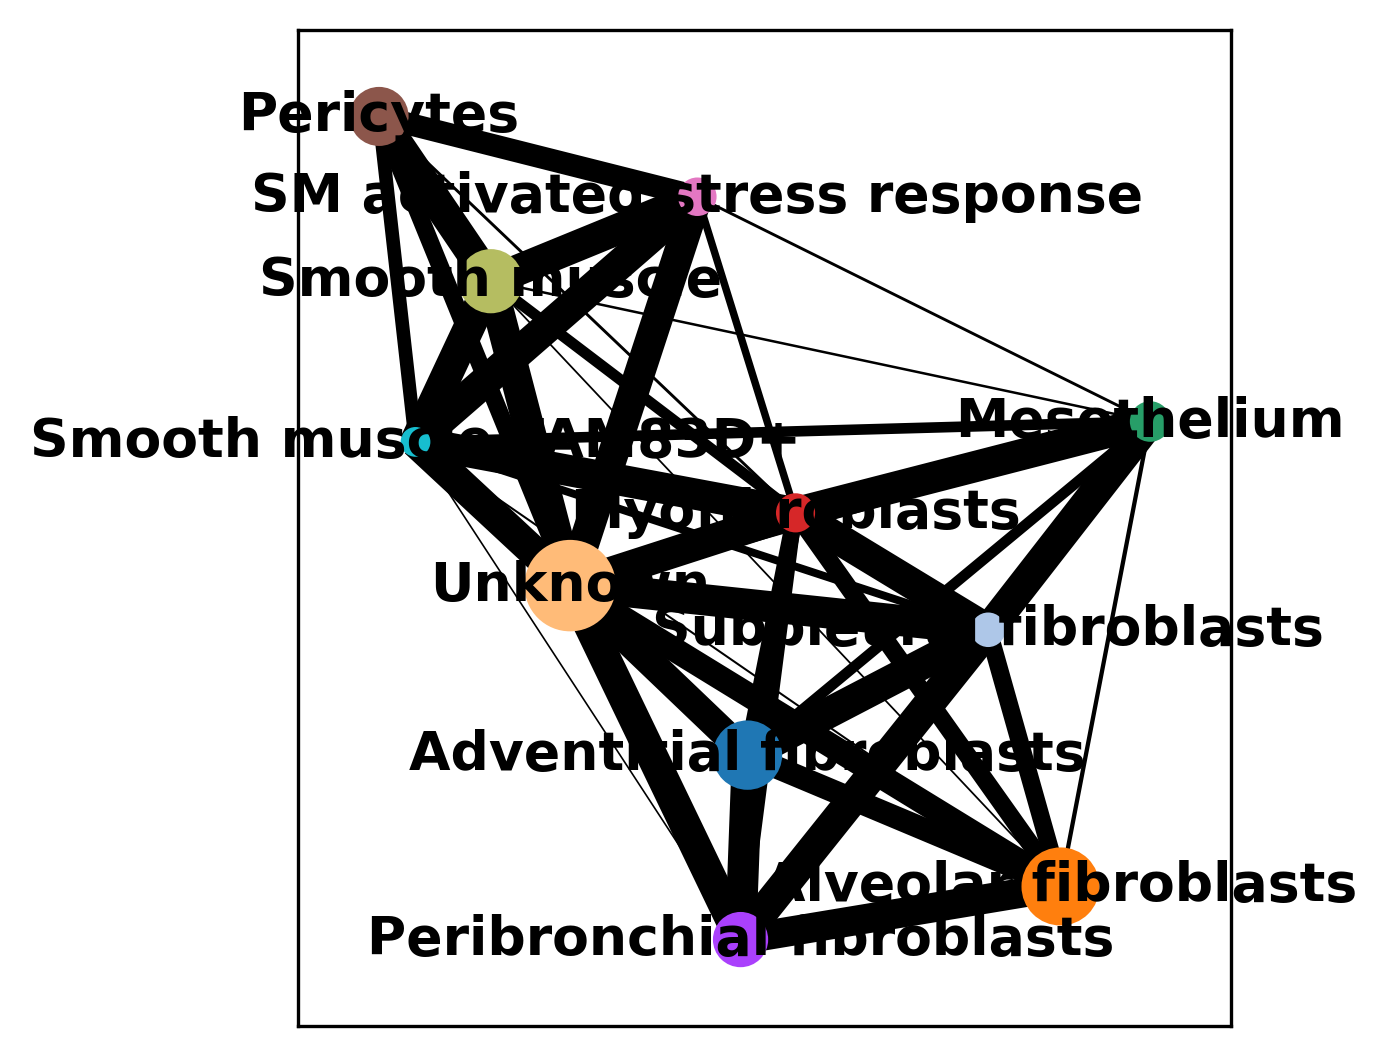 Pericytes
SM activated stress response
Smooth muscle
Mesothelium
Smooth muscle FAM83D+
Myofibroblasts
Unknown
Subpleural fibroblasts
Adventitial fibroblasts
Alveolar fibroblasts
Peribronchial fibroblasts